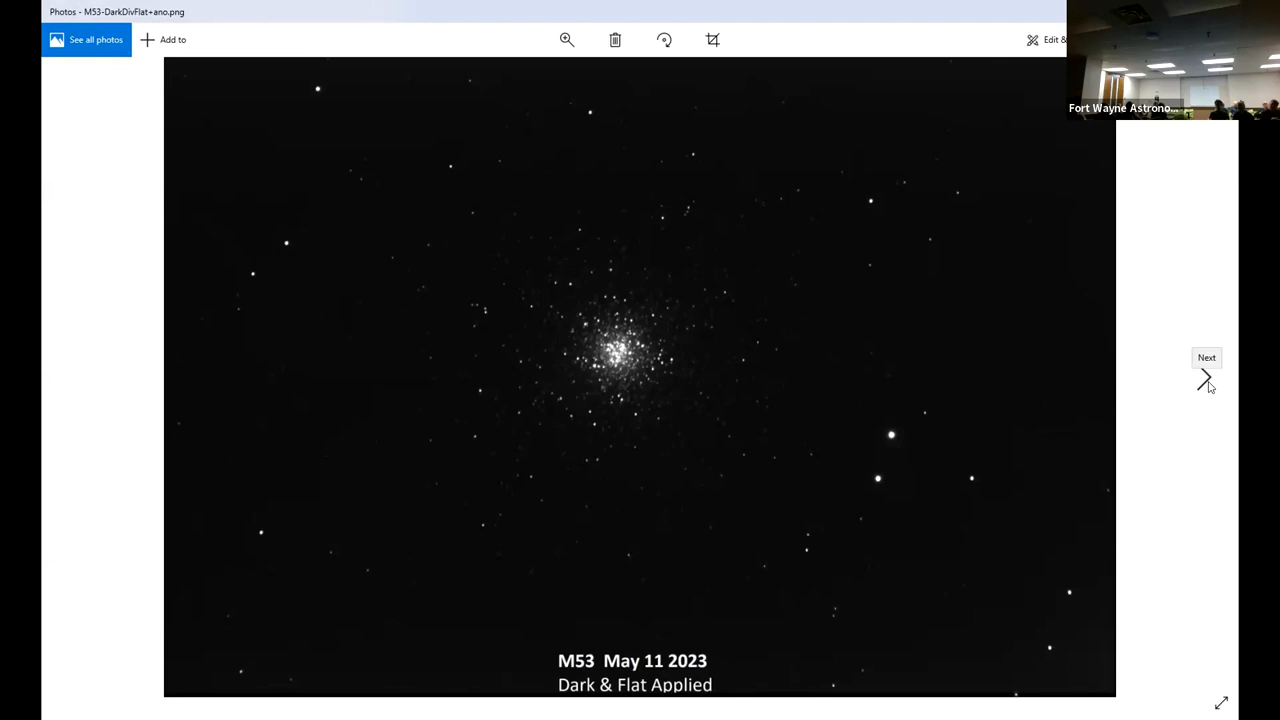 Photos - M53-DarkDivFlat+ano.png
See all photos
Add to
Edit &
Fort Wayne Astrono...
Next
M53 May 11 2023
Dark & Flat Applied